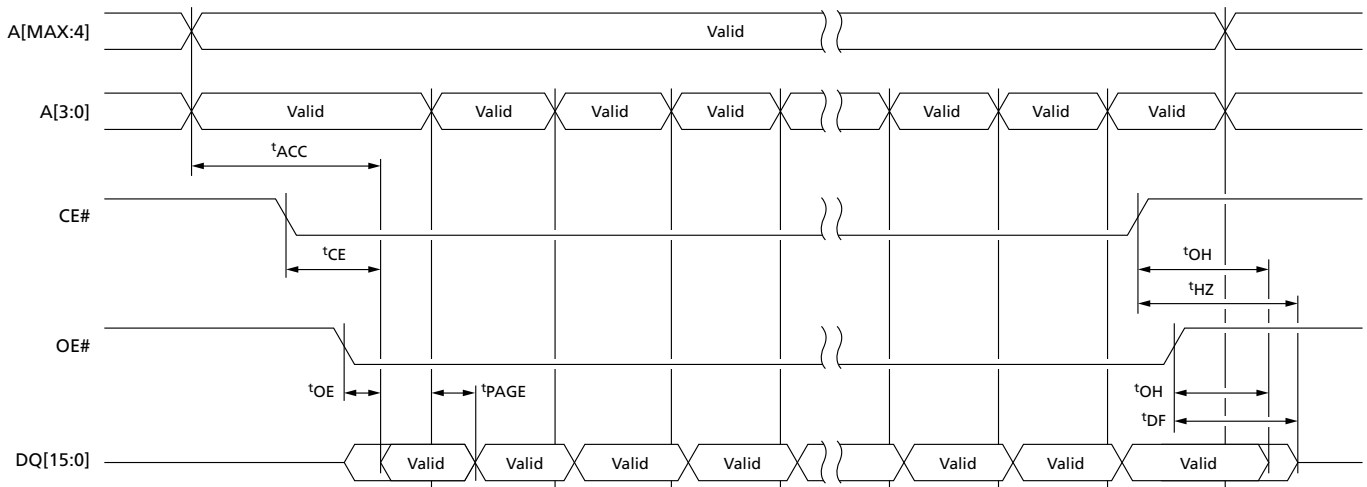 A[MAX:4] Valid
A[3:0] Valid Valid Valid Valid Valid Valid Valid
tACC
CE#
tCE tOH
tHZ
OE#
tOE tPAGE tOH
tDF
DQ[15:0] Valid Valid Valid Valid Valid Valid Valid